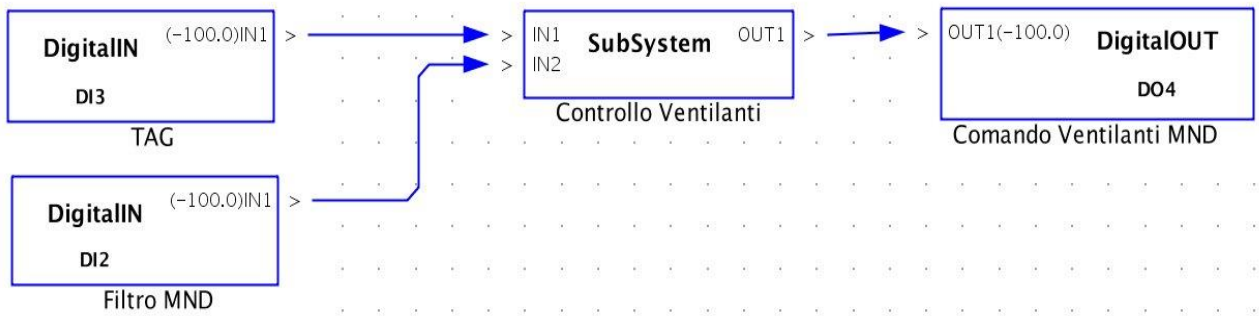 DigitalIN (-100.0)IN1 >
DI3
TAG
> IN1 SubSystem OUT1 >
> IN2
Controllo Ventilanti
> OUT1(-100.0) DigitalOUT
DO4
Comando Ventilanti MND
DigitalIN (-100.0)IN1 >
DI2
Filtro MND